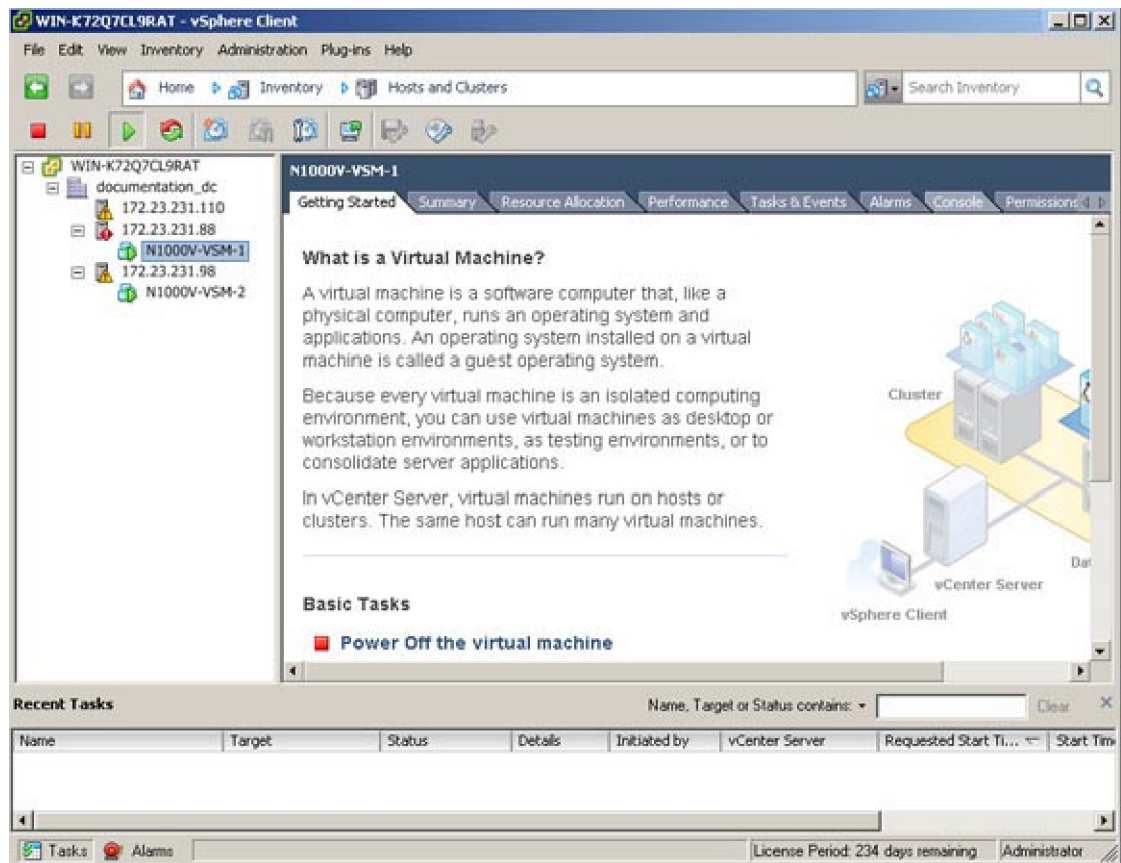 WIN-K72Q7CL9RAT - vSphere Client
File Edit View Inventory Administration Plug-ins Help
Home Inventory Hosts and Clusters Search Inventory
WIN-K72Q7CL9RAT
documentation_dc
172.23.231.110
172.23.231.88
N1000V-VSM-1
172.23.231.98
N1000V-VSM-2
N1000V-VSM-1
Getting Started Summary Resource Allocation Performance Tasks & Events Alarms Console Permissions
What is a Virtual Machine?
A virtual machine is a software computer that, like a
physical computer, runs an operating system and
applications. An operating system installed on a virtual
machine is called a guest operating system.
Because every virtual machine is an isolated computing
environment, you can use virtual machines as desktop or
workstation environments, as testing environments, or to
consolidate server applications.
In vCenter Server, virtual machines run on hosts or
clusters. The same host can run many virtual machines.
Basic Tasks
Power Off the virtual machine
Cluster
Da
vCenter Server
vSphere Client
Recent Tasks Name, Target or Status contains: Clear
Name Target Status Details Initiated by vCenter Server Requested Start Ti... Start Tim
Tasks Alarms License Period: 234 days remaining Administrator